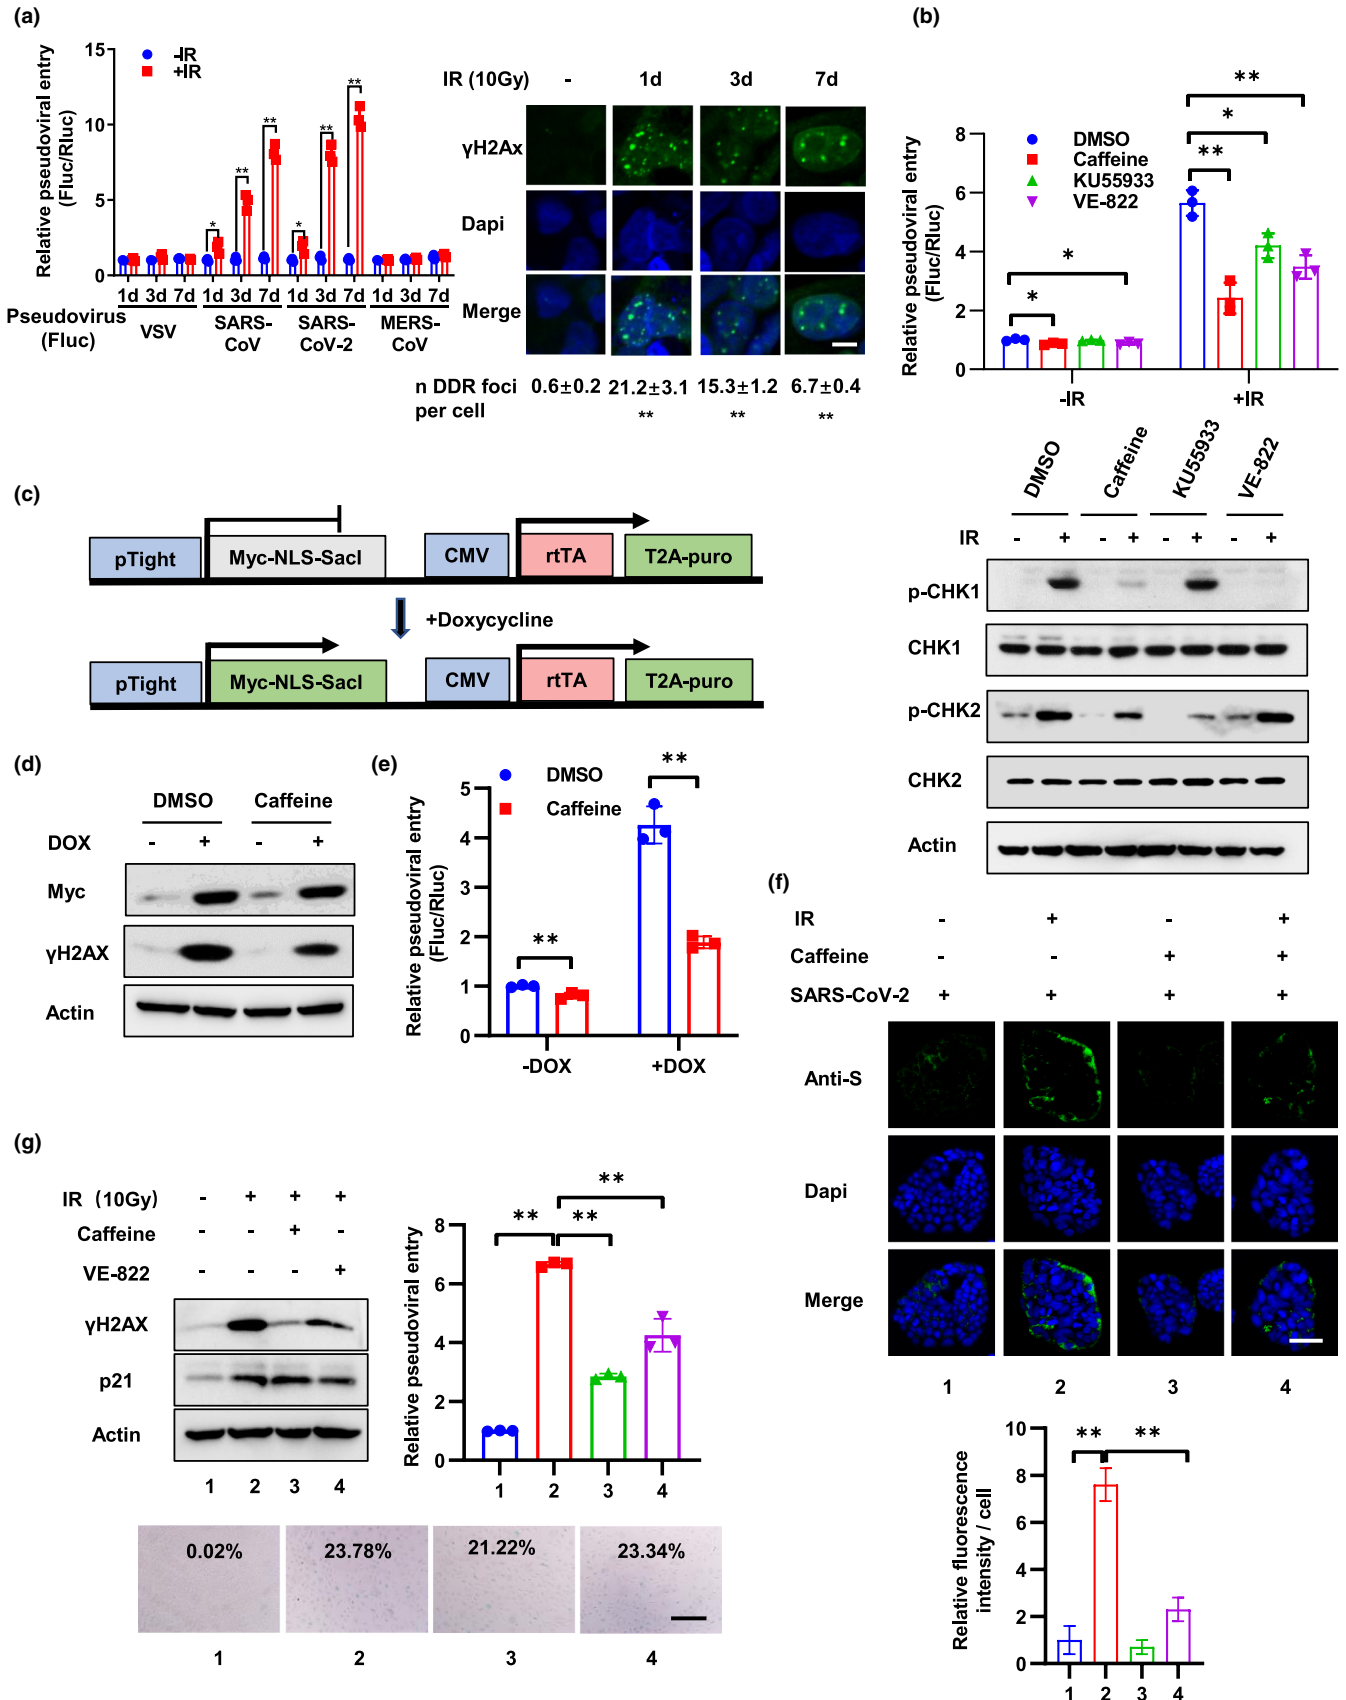 (a)
15
10
5
0
Relative pseudoviral entry
(Fluc/Rluc)
-IR
+IR
*
**
**
*
**
**
1d 3d 7d 1d 3d 7d 1d 3d 7d 1d 3d 7d
Pseudovirus
(Fluc)
VSV
SARS-
CoV
SARS-
CoV-2
MERS-
CoV
IR (10Gy) - 1d 3d 7d
γH2Ax
Dapi
Merge
n DDR foci
per cell
0.6±0.2 21.2±3.1 15.3±1.2 6.7±0.4
** ** **
(b)
Relative pseudoviral entry
(Fluc/Rluc)
8
6
4
2
0
DMSO
Caffeine
KU55933
VE-822
*
*
**
*
**
-IR +IR
DMSO Caffeine KU55933 VE-822
IR - + - + - + - +
p-CHK1
CHK1
p-CHK2
CHK2
Actin
(c)
pTight Myc-NLS-SacI CMV rtTA T2A-puro
+Doxycycline
pTight Myc-NLS-SacI CMV rtTA T2A-puro
(d)
DMSO Caffeine
DOX - + - +
Myc
γH2AX
Actin
(e)
Relative pseudoviral entry
(Fluc/Rluc)
5
4
3
2
1
0
DMSO
Caffeine
**
**
-DOX +DOX
(f)
IR - + - +
Caffeine - - + +
SARS-CoV-2 + + + +
Anti-S
Dapi
Merge
1 2 3 4
Relative fluorescence
intensity / cell
10
8
6
4
2
0
** **
1 2 3 4
(g)
IR (10Gy) - + + +
Caffeine - - + -
VE-822 - - - +
γH2AX
p21
Actin
1 2 3 4
Relative pseudoviral entry
8
6
4
2
0
** ** **
1 2 3 4
0.02% 23.78% 21.22% 23.34%
1 2 3 4